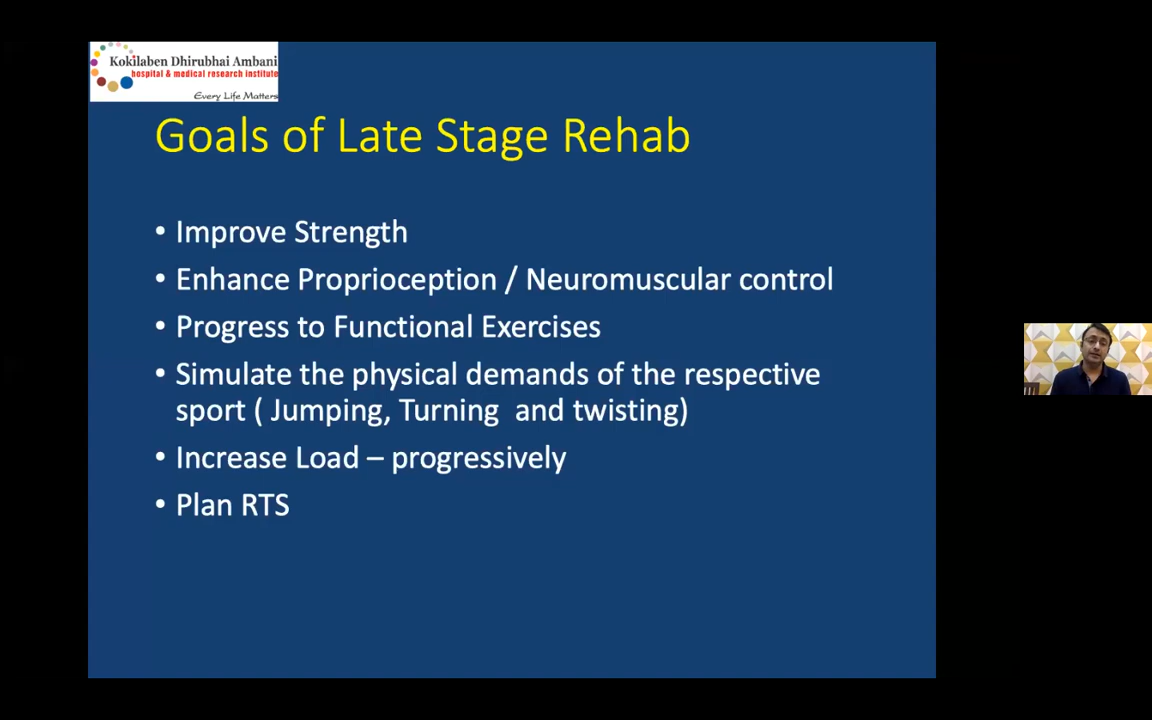 Kokilaben Dhirubhai Ambani
hospital & medical research institute
Every Life Matters
Goals of Late Stage Rehab
• Improve Strength
• Enhance Proprioception / Neuromuscular control
• Progress to Functional Exercises
• Simulate the physical demands of the respective
sport ( Jumping, Turning and twisting)
• Increase Load – progressively
• Plan RTS